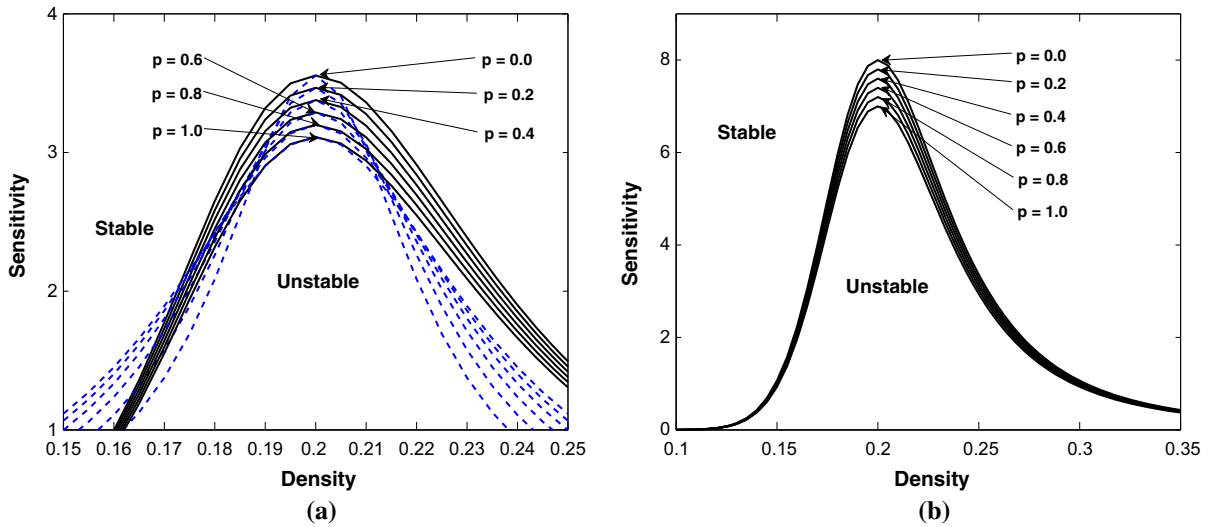 4
3
2
1
Sensitivity
p = 0.6
p = 0.8
p = 1.0
p = 0.0
p = 0.2
p = 0.4
Stable
Unstable
0.15 0.16 0.17 0.18 0.19 0.2 0.21 0.22 0.23 0.24 0.25
Density
(a)
8
6
4
2
0
Sensitivity
p = 0.0
p = 0.2
p = 0.4
p = 0.6
p = 0.8
p = 1.0
Stable
Unstable
0.1 0.15 0.2 0.25 0.3 0.35
Density
(b)